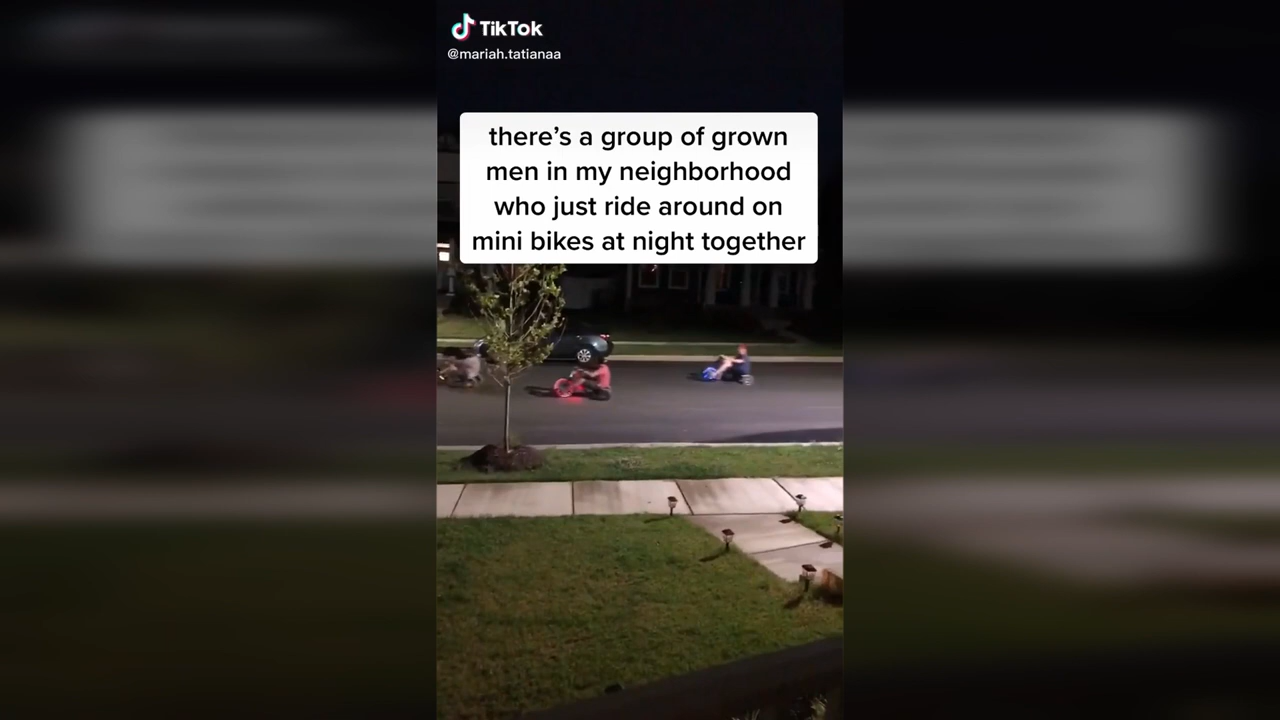 TikTok
@mariah.tatianaa
there's a group of grown
men in my neighborhood
who just ride around on
mini bikes at night together